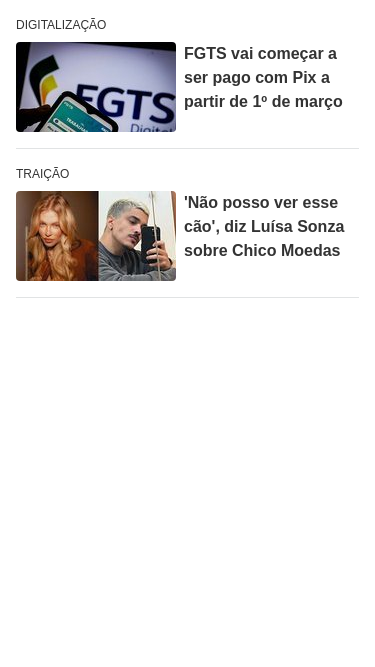 DIGITALIZAÇÃO
FGTS
Digital
FGTS vai começar a
ser pago com Pix a
partir de 1º de março
TRAIÇÃO
'Não posso ver esse
cão', diz Luísa Sonza
sobre Chico Moedas